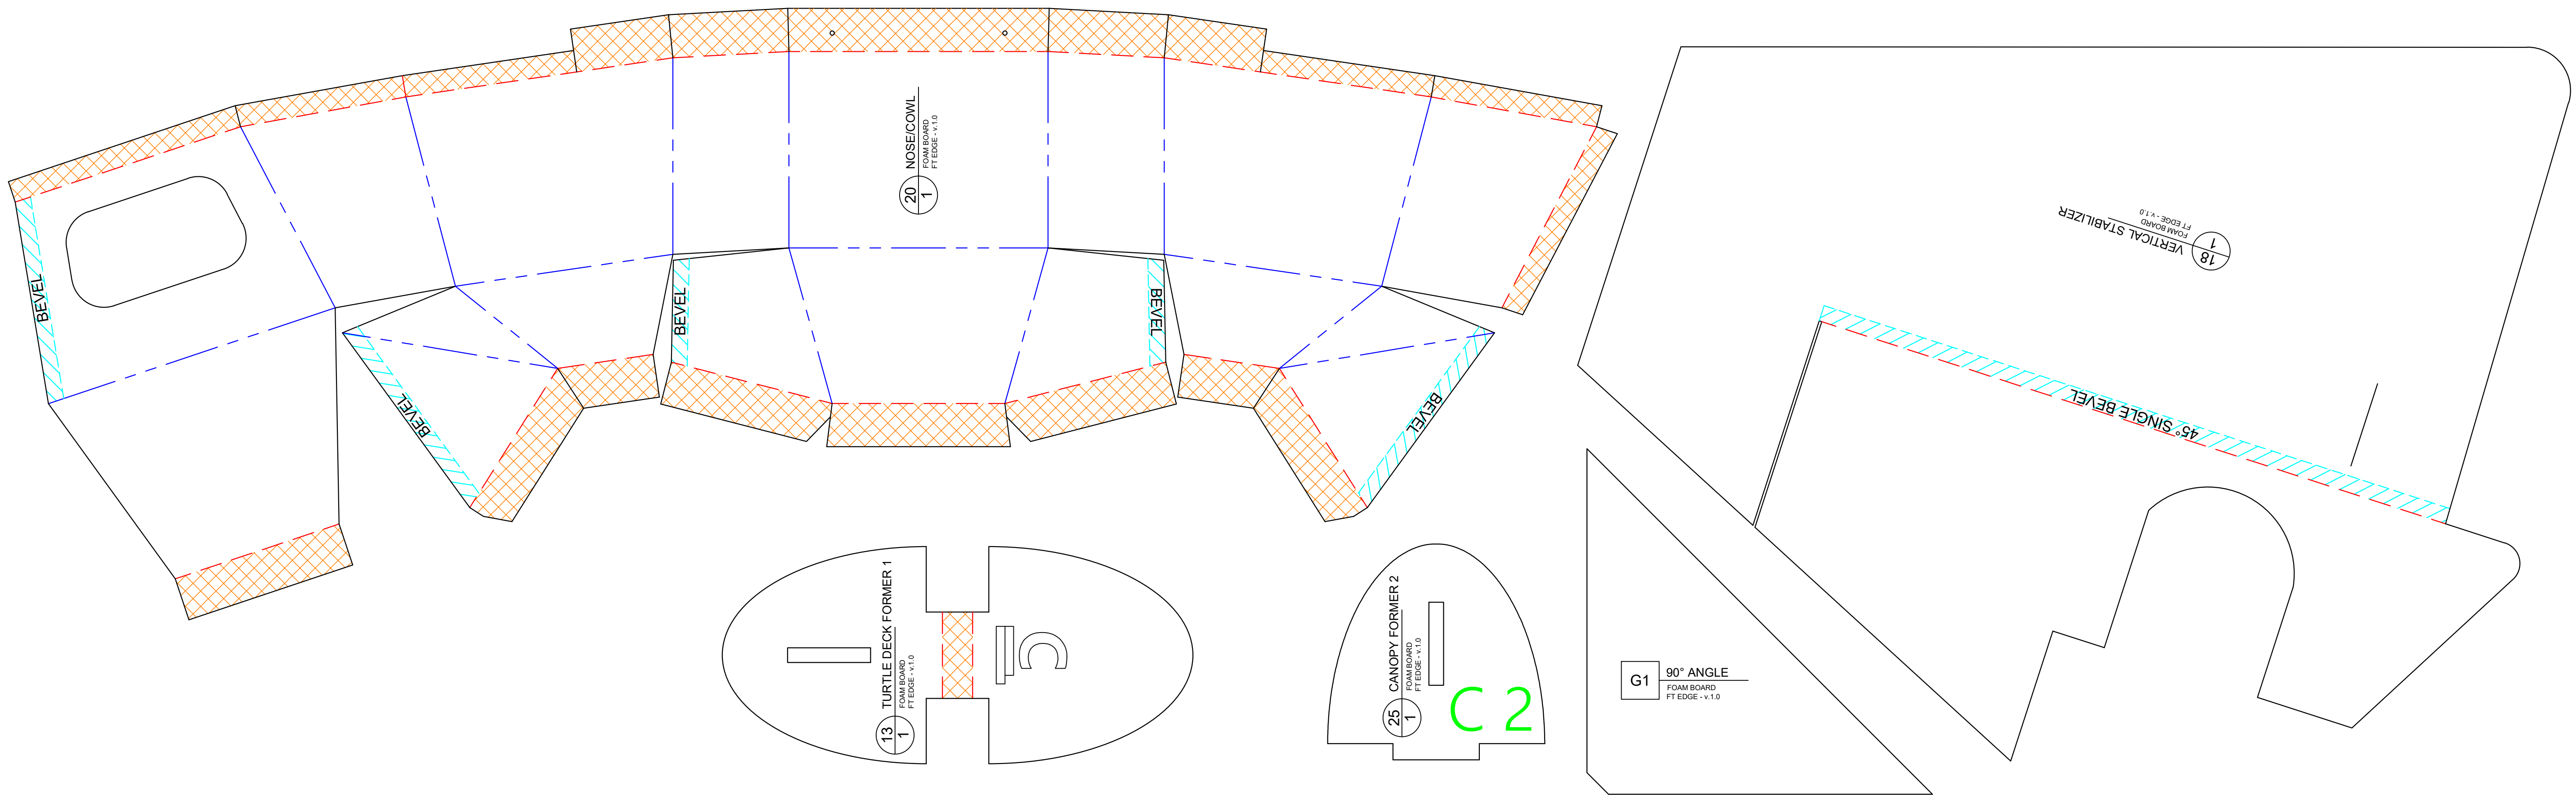 NOSE/COWL
FOAM BOARD
FT EDGE - v.1.0
20
1
BEVEL
BEVEL
BEVEL
BEVEL
BEVEL
VERTICAL STABILIZER
FOAM BOARD
FT EDGE - v.1.0
18
1
45° SINGLE BEVEL
TURTLE DECK FORMER 1
FOAM BOARD
FT EDGE - v.1.0
13
1
C 1
CANOPY FORMER 2
FOAM BOARD
FT EDGE - v.1.0
25
1
C 2
G1
90° ANGLE
FOAM BOARD
FT EDGE - v.1.0